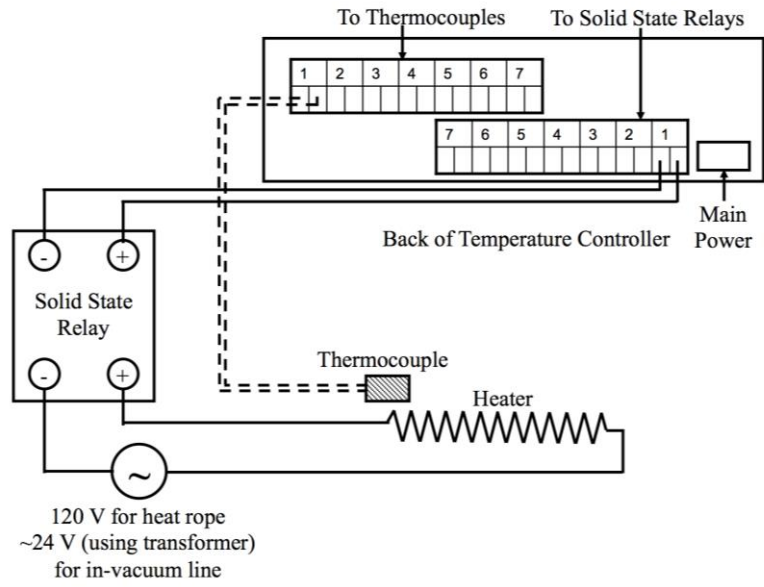 To Thermocouples
To Solid State Relays
1 2 3 4 5 6 7
7 6 5 4 3 2 1
Main
Power
Back of Temperature Controller
- +
Solid State
Relay
- +
Thermocouple
Heater
~
120 V for heat rope
~24 V (using transformer)
for in-vacuum line